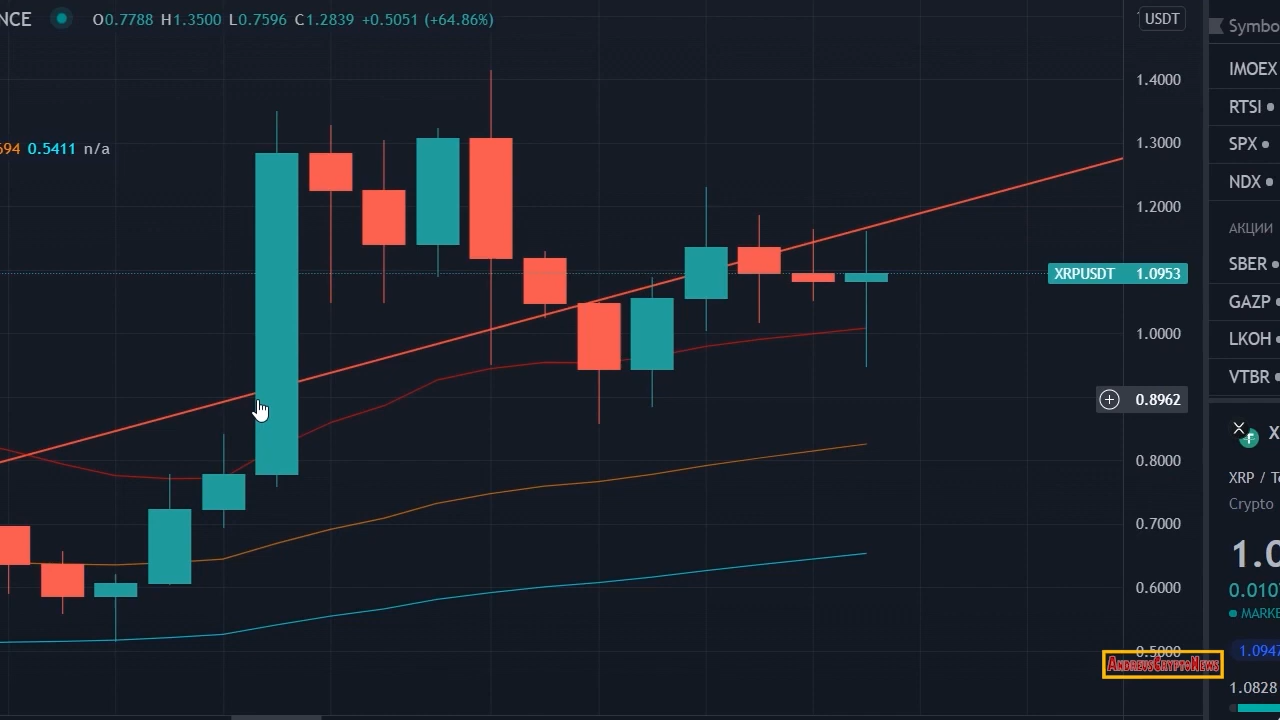 NCE O0.7788 H1.3500 L0.7596 C1.2839 +0.5051 (+64.86%)
USDT
Symbo
694 0.5411 n/a
1.4000
1.3000
1.2000
XRPUSDT 1.0953
1.0000
0.8962
0.8000
0.7000
0.6000
0.5000
ANDREVSCRYPTONEWS
IMOEX
RTSI
SPX
NDX
АКЦИИ
SBER
GAZP
LKOH
VTBR
X
XRP / Te
Crypto
1.0
0.010
MARKE
1.0947
1.0828